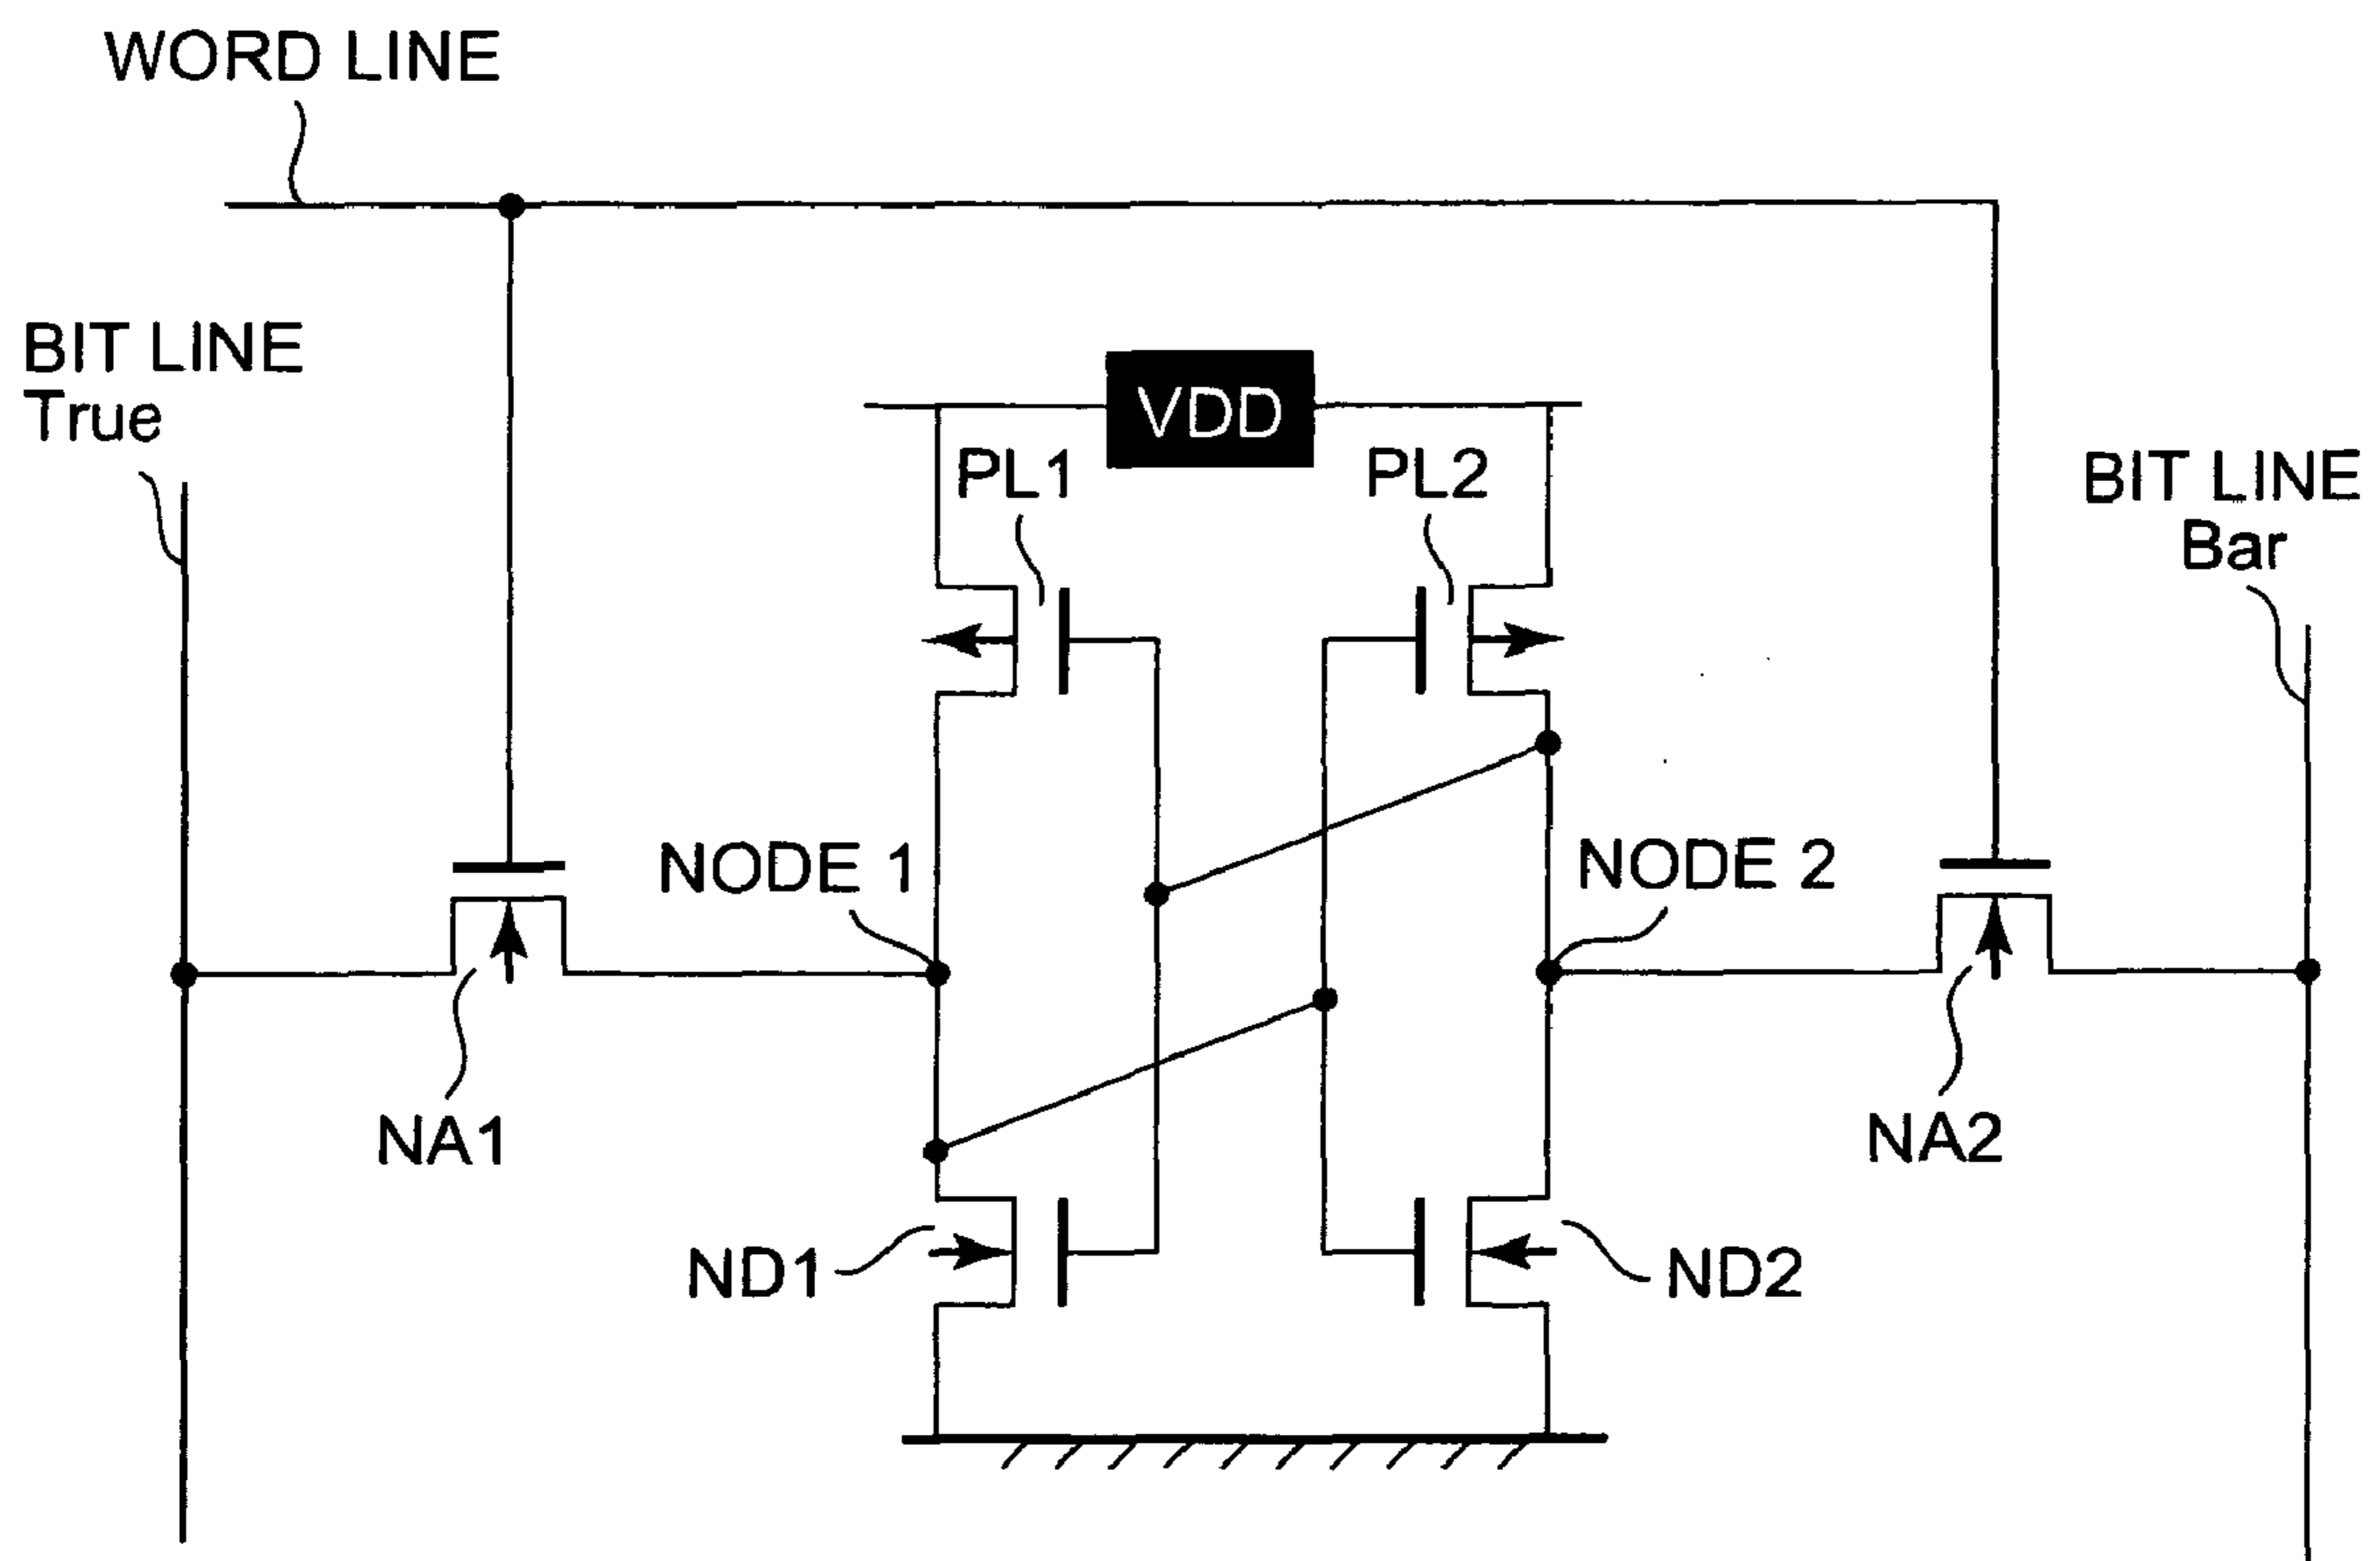 WORD LINE
BIT LINE
True
VDD
PL1
PL2
BIT LINE
Bar
NODE 1
NODE 2
NA1
NA2
ND1
ND2